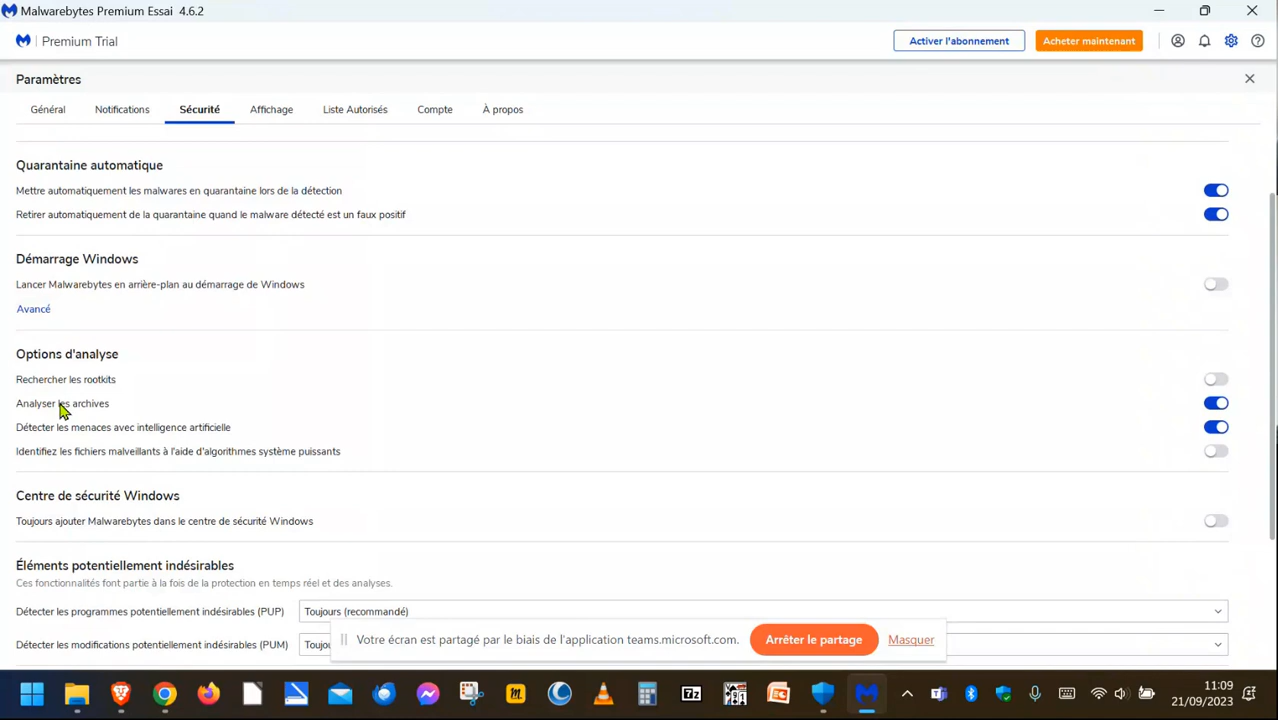 Malwarebytes Premium Essai 4.6.2
Premium Trial
Activer l'abonnement
Acheter maintenant
Paramètres
Général Notifications Sécurité Affichage Liste Autorisés Compte À propos
Quarantaine automatique
Mettre automatiquement les malwares en quarantaine lors de la détection
Retirer automatiquement de la quarantaine quand le malware détecté est un faux positif
Démarrage Windows
Lancer Malwarebytes en arrière-plan au démarrage de Windows
Avancé
Options d'analyse
Rechercher les rootkits
Analyser les archives
Détecter les menaces avec intelligence artificielle
Identifiez les fichiers malveillants à l'aide d'algorithmes système puissants
Centre de sécurité Windows
Toujours ajouter Malwarebytes dans le centre de sécurité Windows
Éléments potentiellement indésirables
Ces fonctionnalités font partie à la fois de la protection en temps réel et des analyses.
Détecter les programmes potentiellement indésirables (PUP) Toujours (recommandé)
Votre écran est partagé par le biais de l'application teams.microsoft.com. Arrêter le partage Masquer
Détecter les modifications potentiellement indésirables (PUM)
7z
11:09
21/09/2023